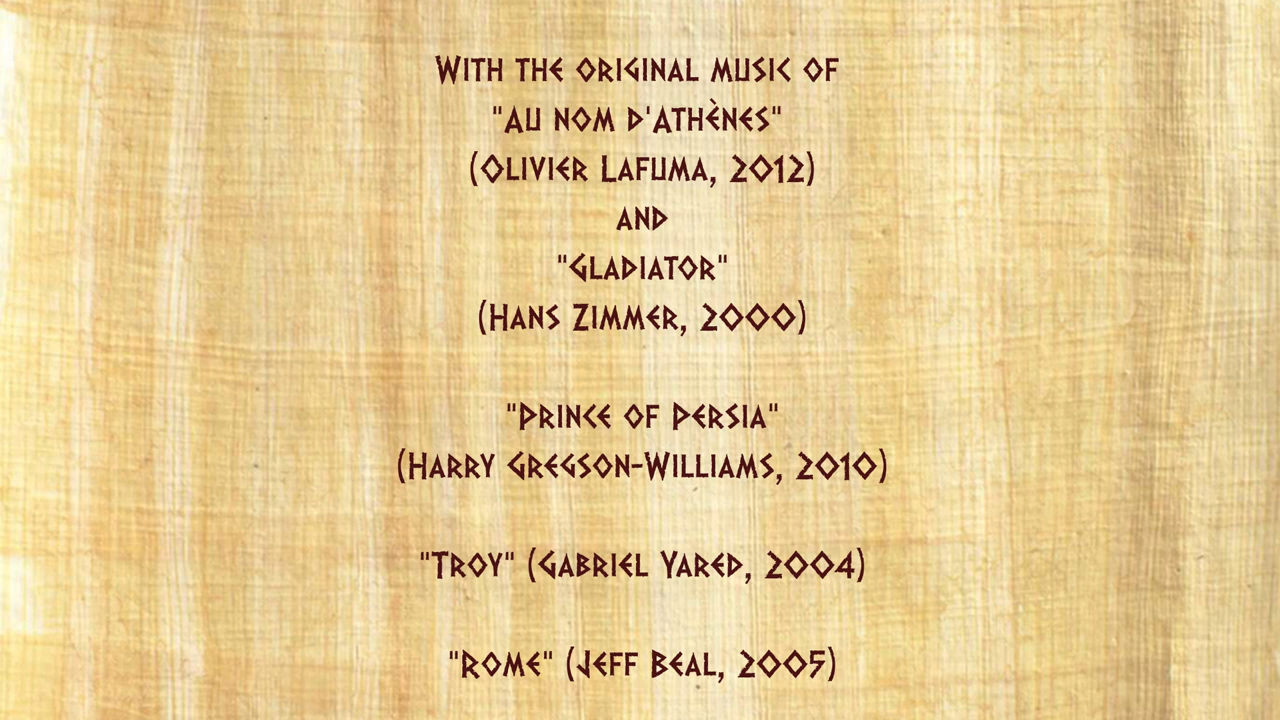 With the original music of
"Au nom d'Athènes"
(Olivier Lafuma, 2012)
and
"Gladiator"
(Hans Zimmer, 2000)
"Prince of Persia"
(Harry Gregson-Williams, 2010)
"Troy" (Gabriel Yared, 2004)
"Rome" (Jeff Beal, 2005)